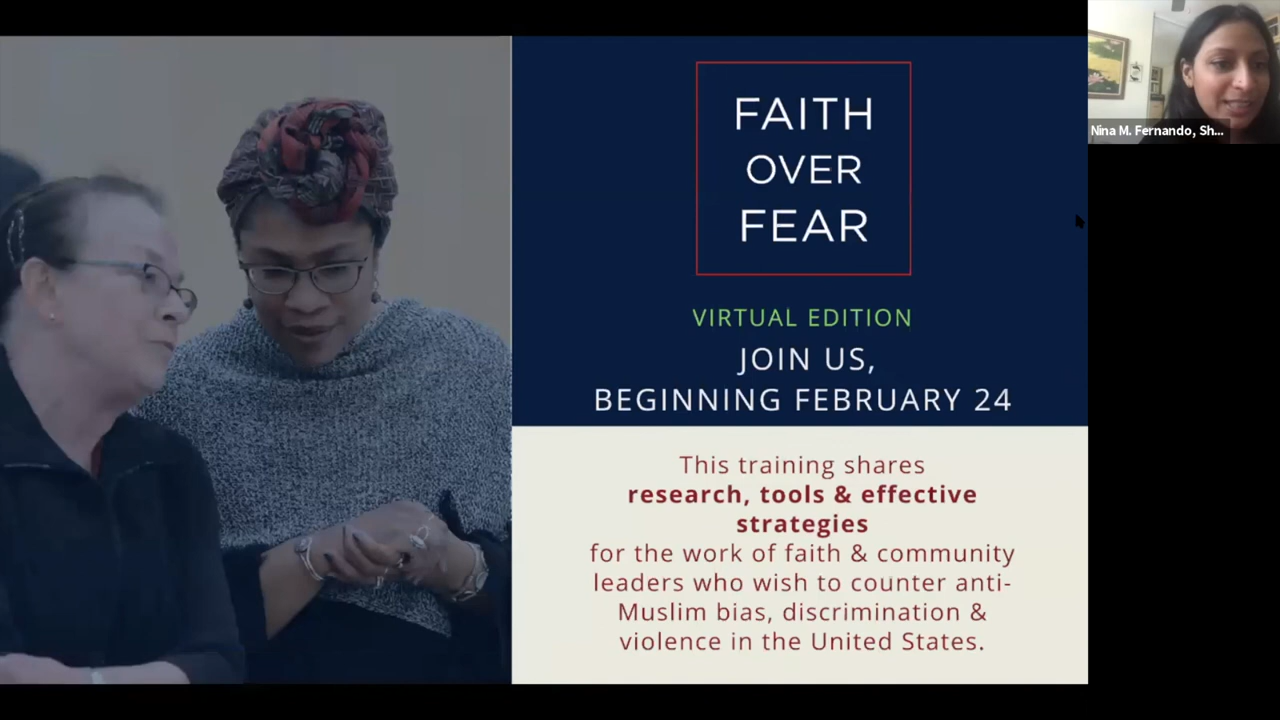 FAITH
OVER
FEAR
VIRTUAL EDITION
JOIN US,
BEGINNING FEBRUARY 24
This training shares
research, tools & effective
strategies
for the work of faith & community
leaders who wish to counter anti-
Muslim bias, discrimination &
violence in the United States.
Nina M. Fernando, Sh...